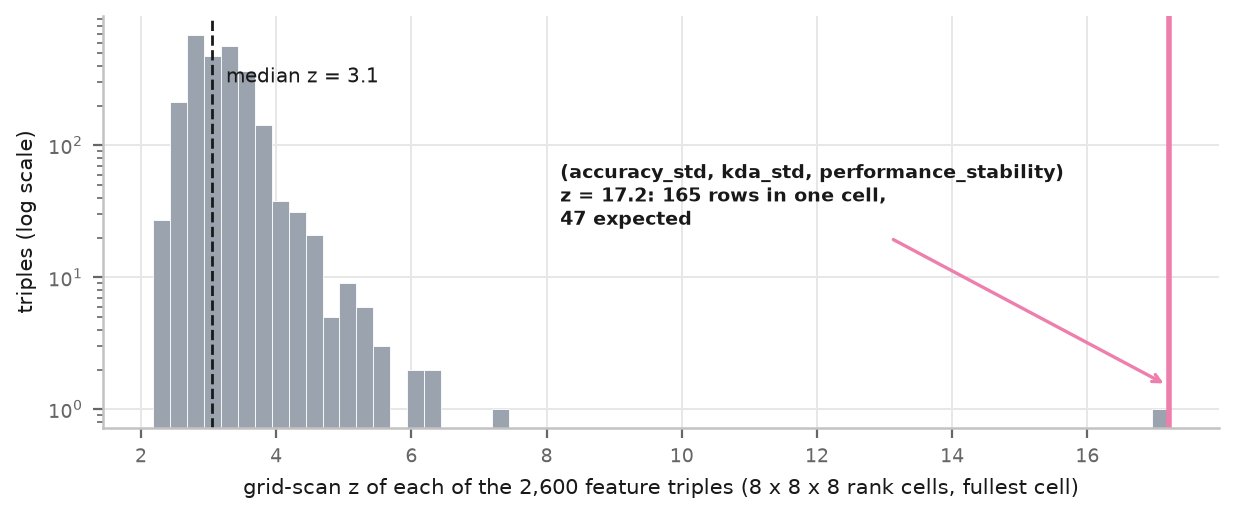 median z = 3.1
(accuracy_std, kda_std, performance_stability)
z = 17.2: 165 rows in one cell,
47 expected
triples (log scale)
10²
10¹
10⁰
2 4 6 8 10 12 14 16
grid-scan z of each of the 2,600 feature triples (8 x 8 x 8 rank cells, fullest cell)